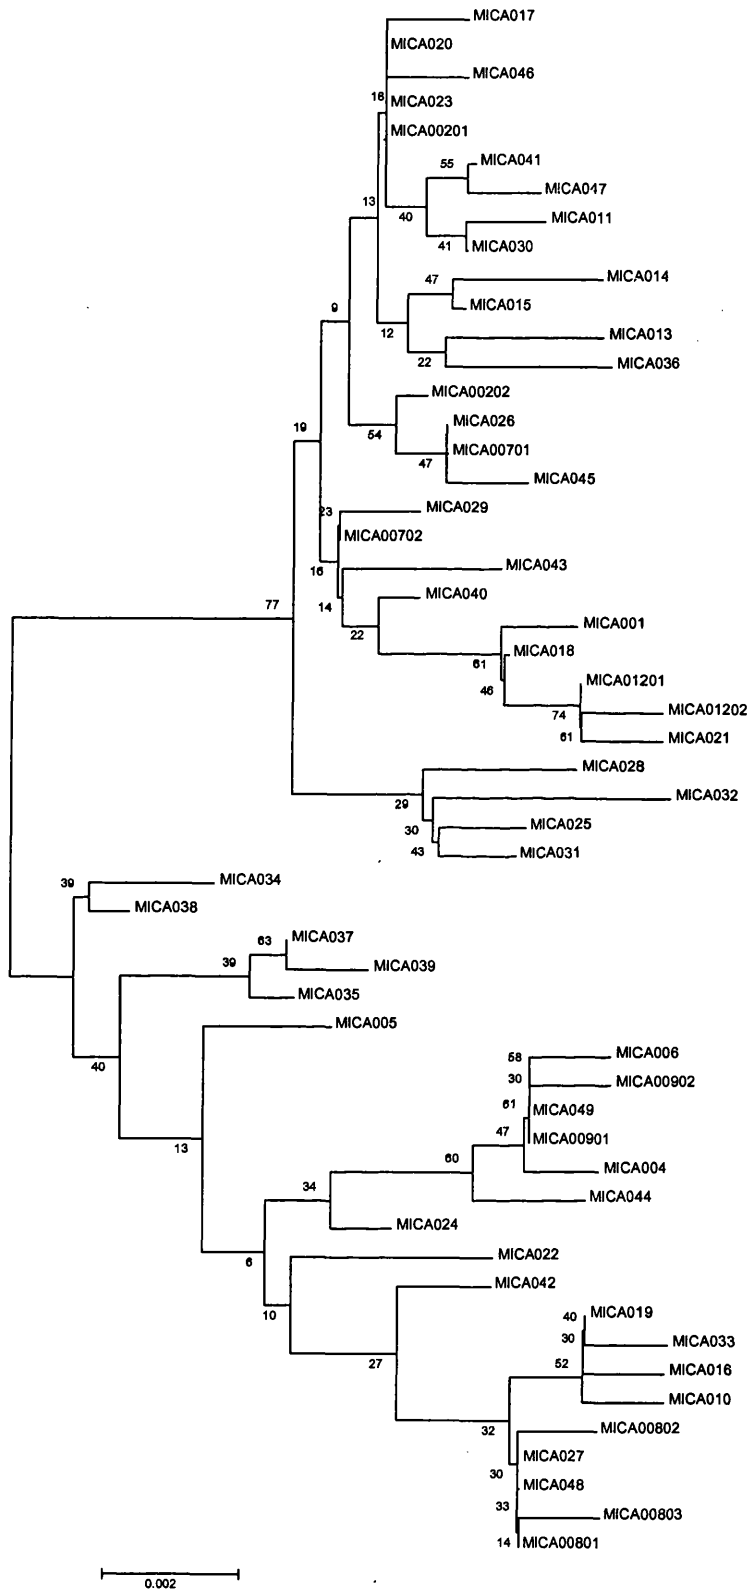 MICA017
MICA020
MICA046
18
MICA023
MICA00201
55
MICA041
MICA047
13
40
MICA011
41
MICA030
47
MICA014
9
MICA015
12
MICA013
22
MICA036
MICA00202
19
54
MICA026
47
MICA00701
MICA045
23
MICA029
MICA00702
16
MICA043
14
MICA040
77
22
MICA001
61
MICA018
46
MICA01201
74
MICA01202
61
MICA021
MICA028
29
MICA032
30
MICA025
43
MICA031
39
MICA034
MICA038
63
MICA037
39
MICA039
MICA035
MICA005
40
58
MICA006
30
MICA00902
61
MICA049
47
MICA00901
13
60
MICA004
34
MICA044
MICA024
6
MICA022
MICA042
10
40
MICA019
30
MICA033
27
52
MICA016
MICA010
32
MICA00802
MICA027
30
MICA048
33
MICA00803
14
MICA00801
0.002